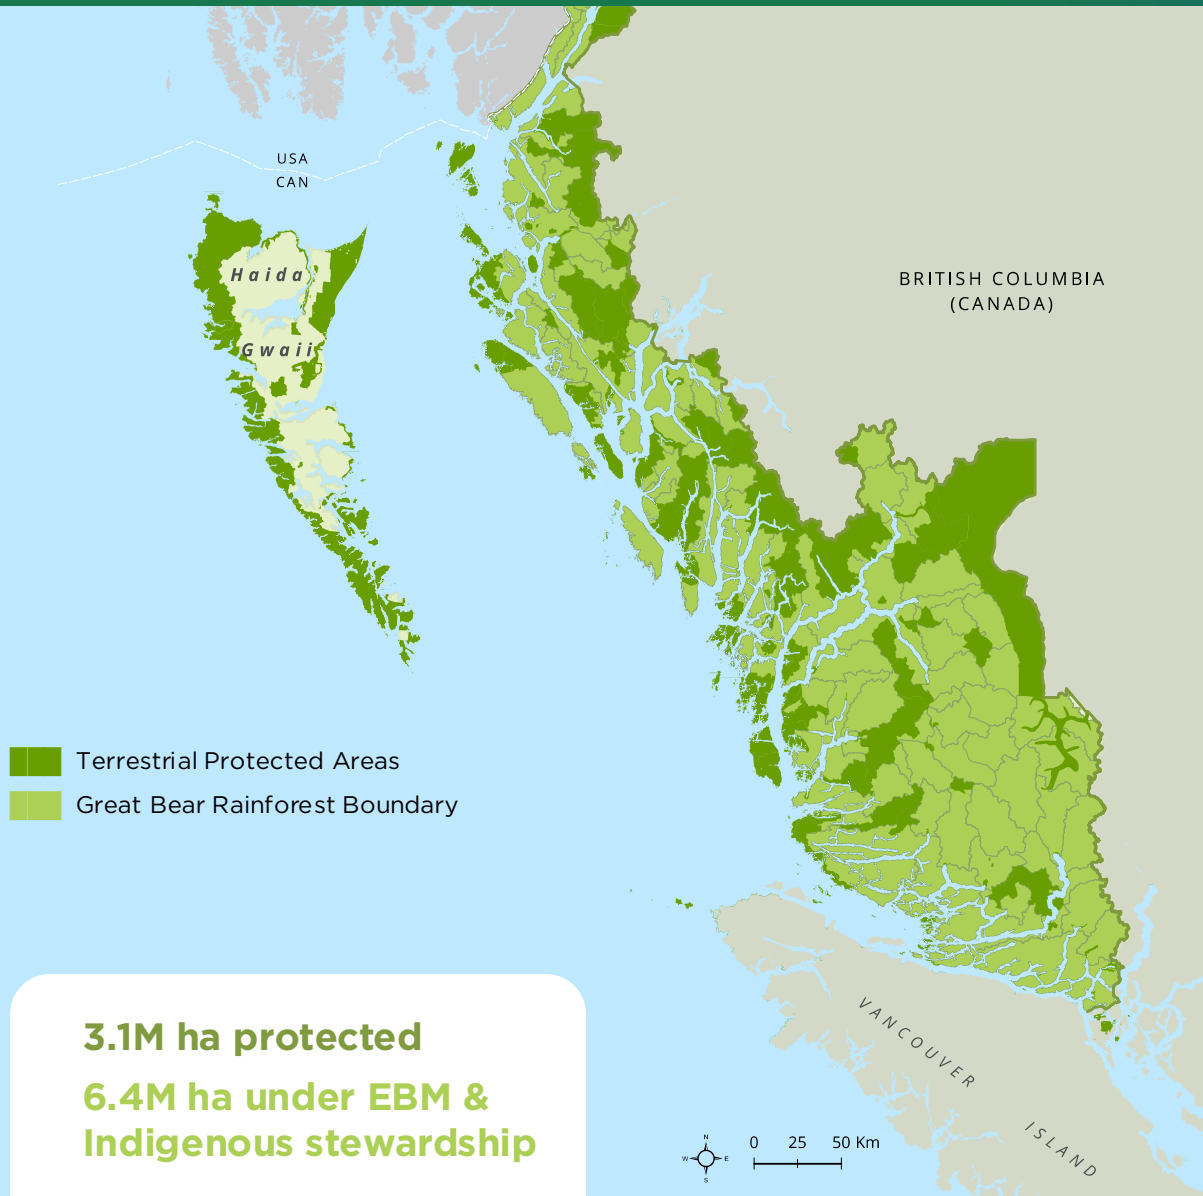 USA
CAN
Haida
Gwaii
BRITISH COLUMBIA
(CANADA)
Terrestrial Protected Areas
Great Bear Rainforest Boundary
3.1M ha protected
6.4M ha under EBM &
Indigenous stewardship
VANCOUVER
ISLAND
N
W E
S
0 25 50 Km